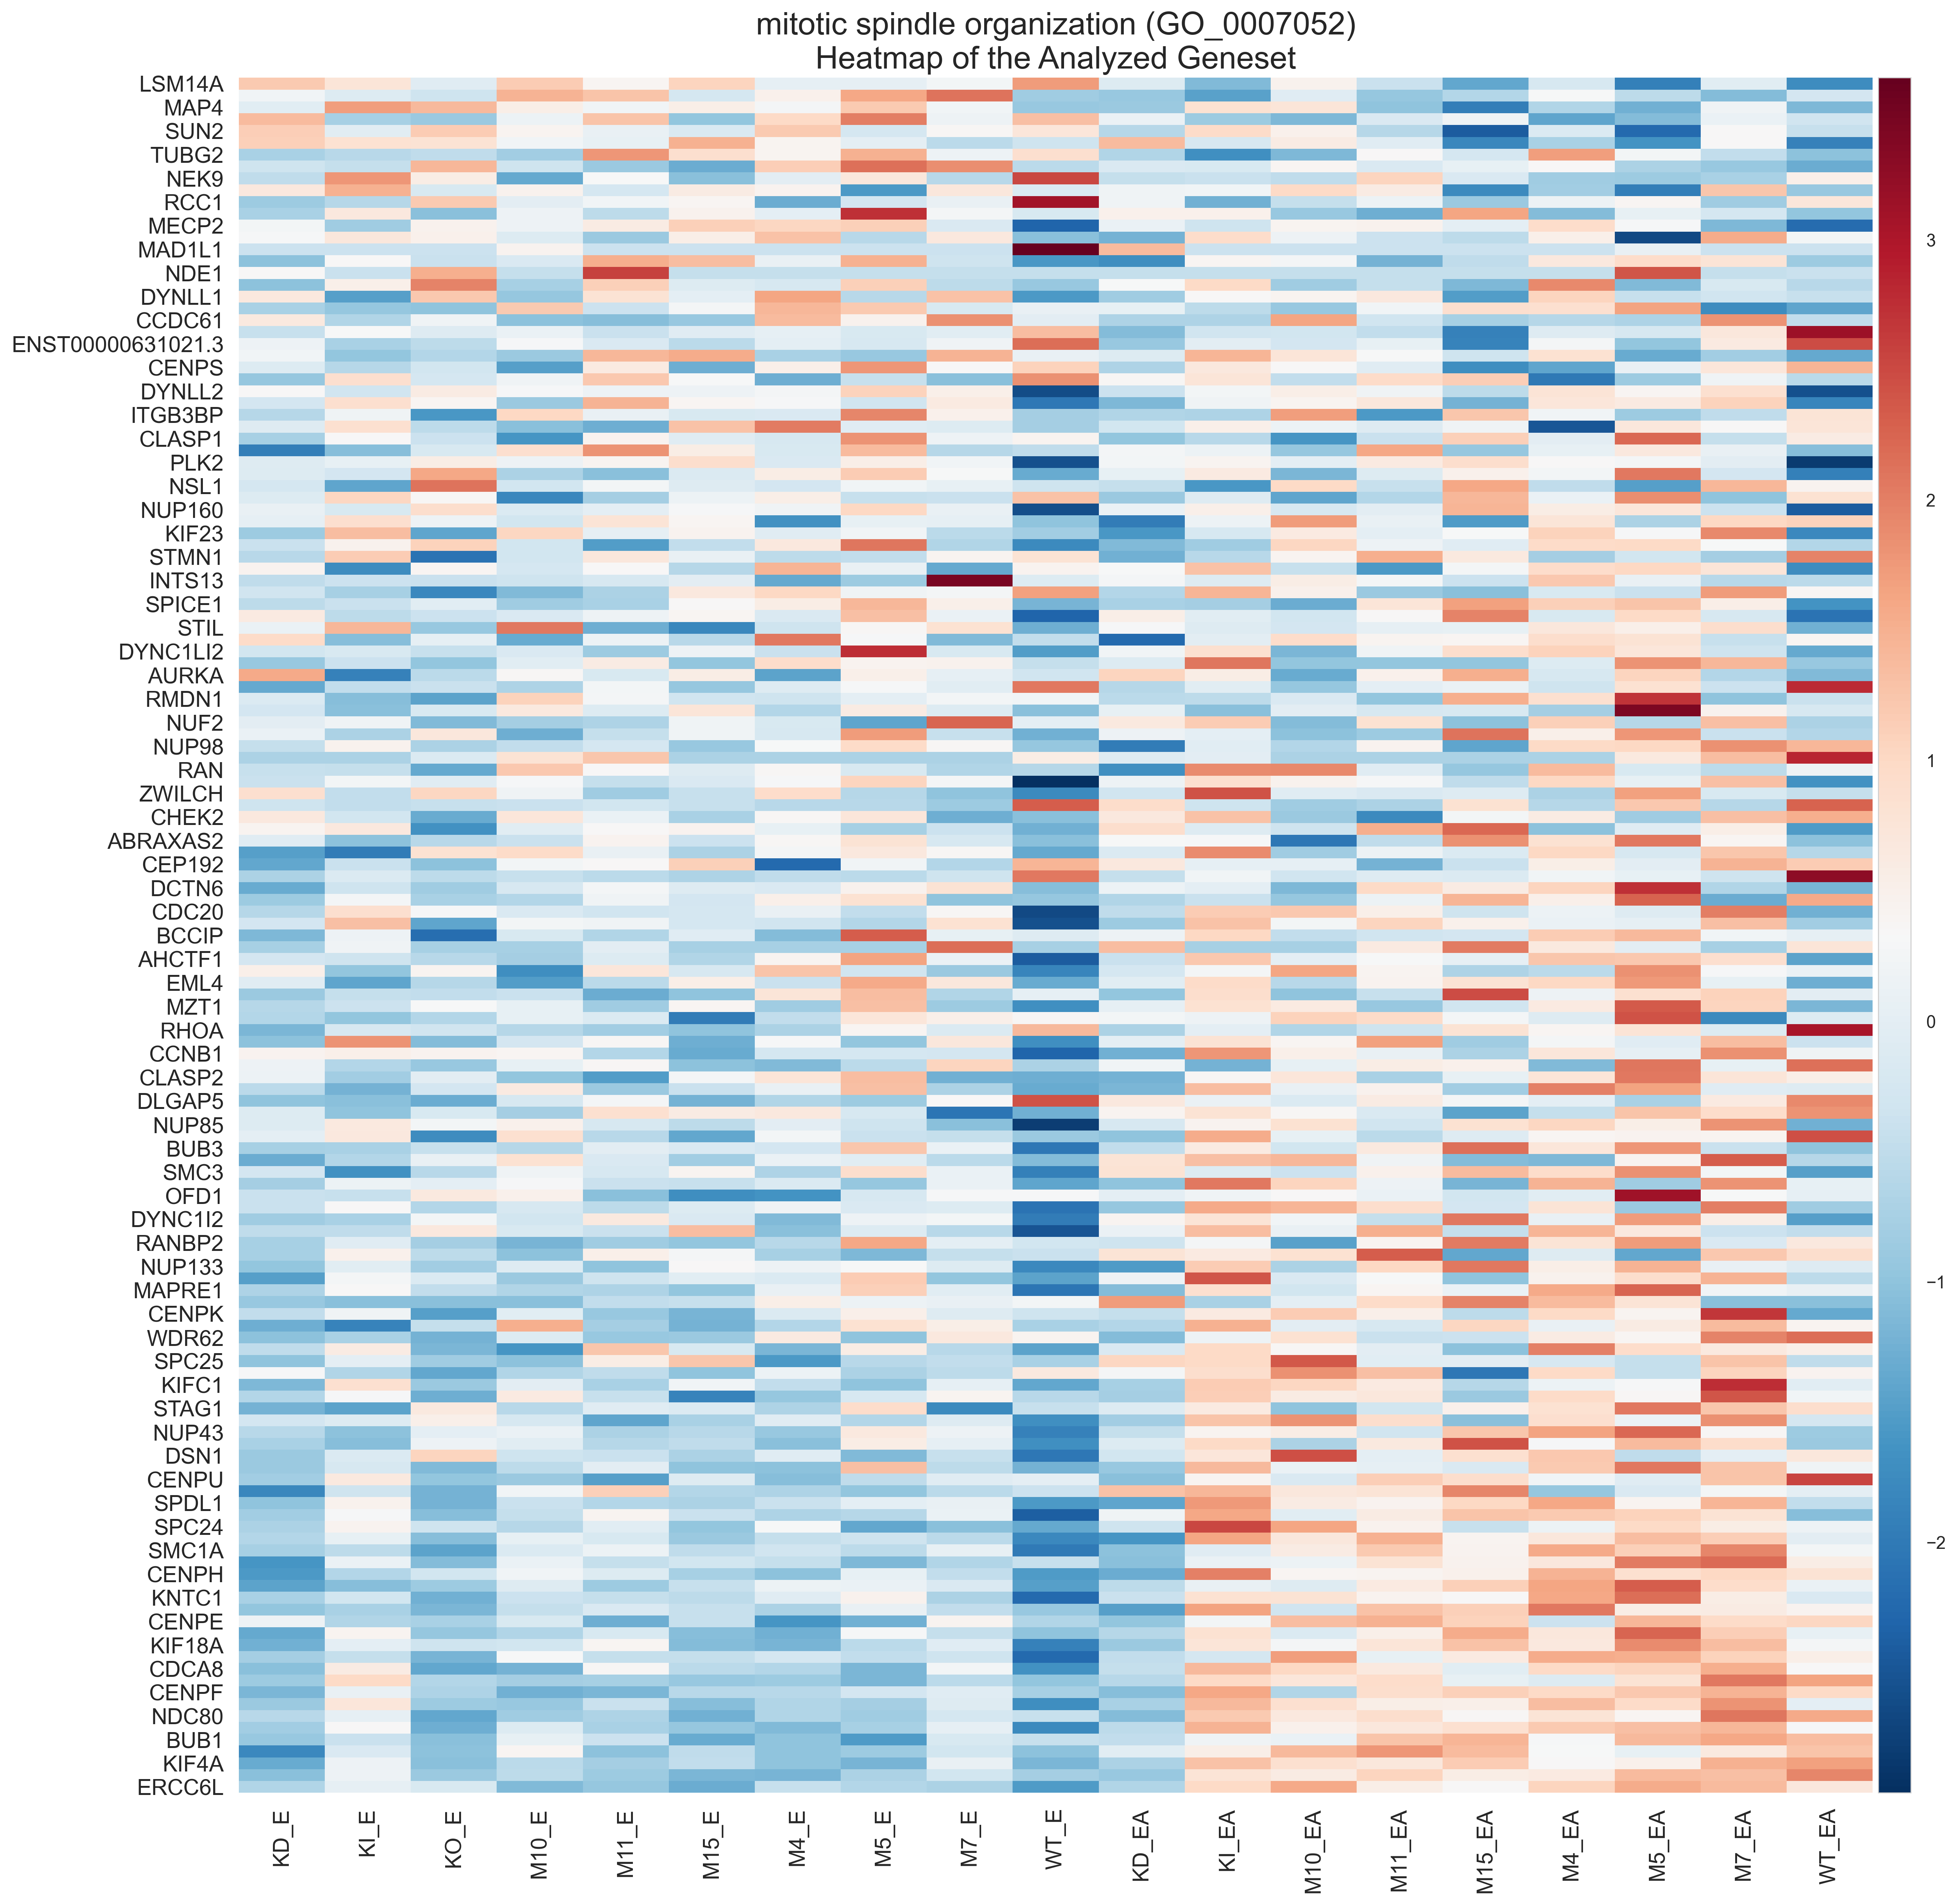 mitotic spindle organization (GO_0007052)
Heatmap of the Analyzed Geneset
LSM14A
MAP4
SUN2
TUBG2
NEK9
RCC1
MECP2
MAD1L1
NDE1
DYNLL1
CCDC61
ENST00000631021.3
CENPS
DYNLL2
ITGB3BP
CLASP1
PLK2
NSL1
NUP160
KIF23
STMN1
INTS13
SPICE1
STIL
DYNC1LI2
AURKA
RMDN1
NUF2
NUP98
RAN
ZWILCH
CHEK2
ABRAXAS2
CEP192
DCTN6
CDC20
BCCIP
AHCTF1
EML4
MZT1
RHOA
CCNB1
CLASP2
DLGAP5
NUP85
BUB3
SMC3
OFD1
DYNC1I2
RANBP2
NUP133
MAPRE1
CENPK
WDR62
SPC25
KIFC1
STAG1
NUP43
DSN1
CENPU
SPDL1
SPC24
SMC1A
CENPH
KNTC1
CENPE
KIF18A
CDCA8
CENPF
NDC80
BUB1
KIF4A
ERCC6L
KD_E
KI_E
KO_E
M10_E
M11_E
M15_E
M4_E
M5_E
M7_E
WT_E
KD_EA
KI_EA
M10_EA
M11_EA
M15_EA
M4_EA
M5_EA
M7_EA
WT_EA
3
2
1
0
−1
−2